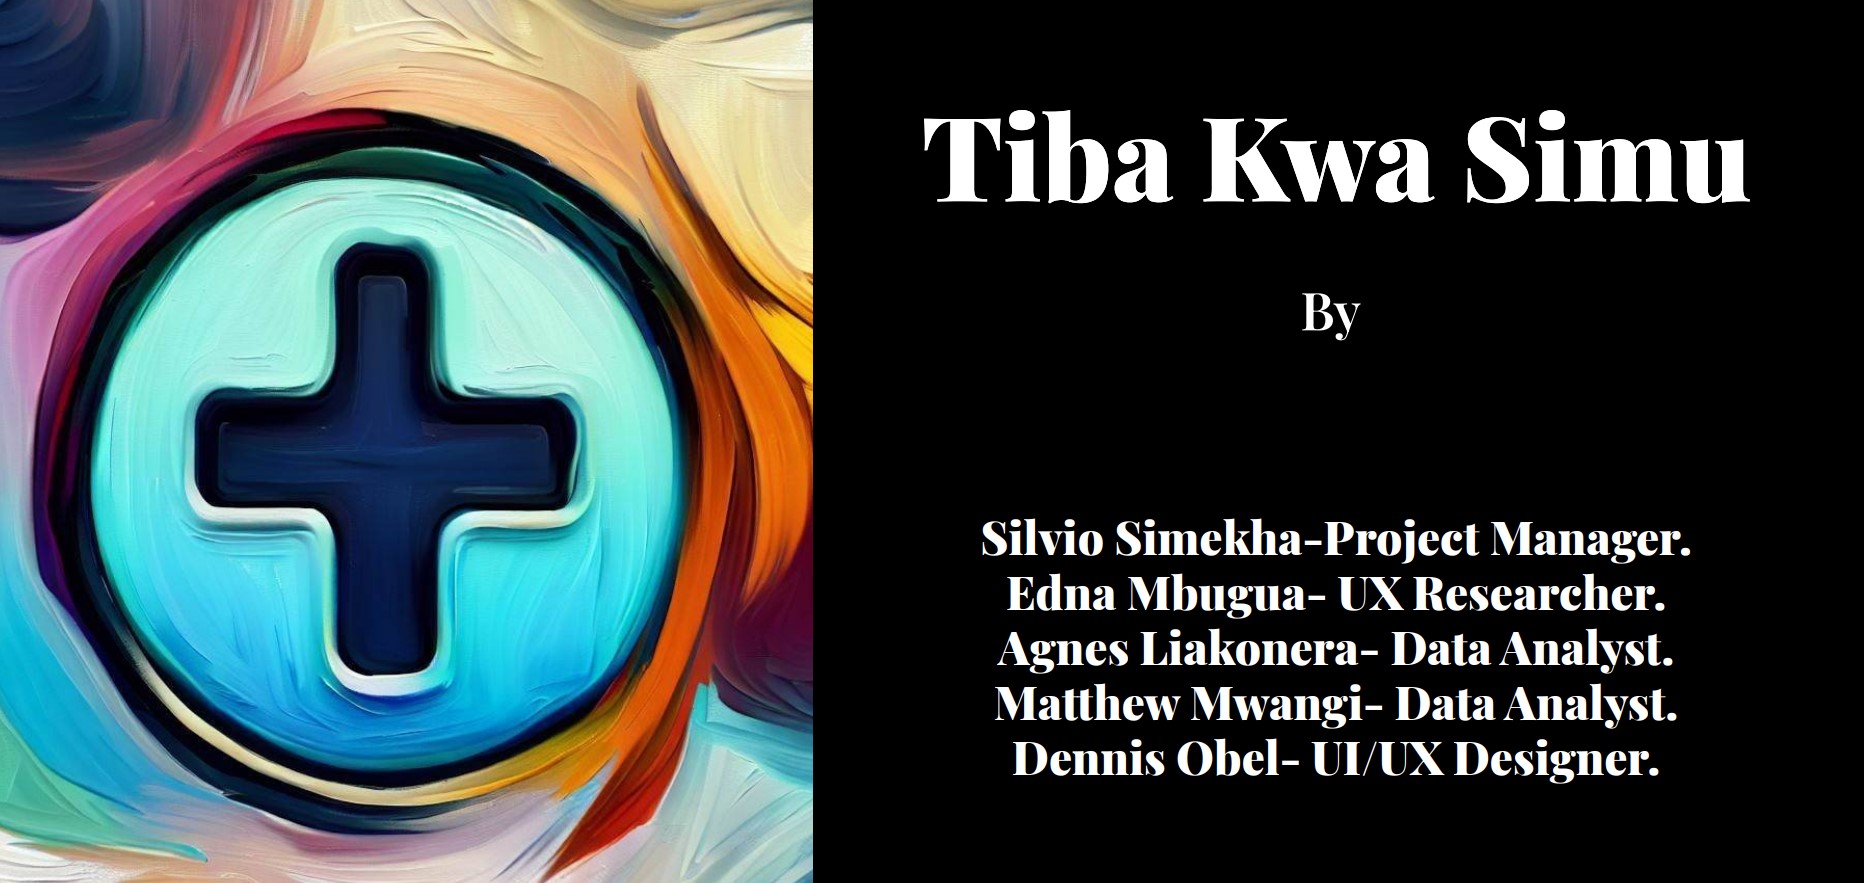 Tiba Kwa Simu
By
Silvio Simekha-Project Manager.
Edna Mbugua- UX Researcher.
Agnes Liakonera- Data Analyst.
Matthew Mwangi- Data Analyst.
Dennis Obel- UI/UX Designer.